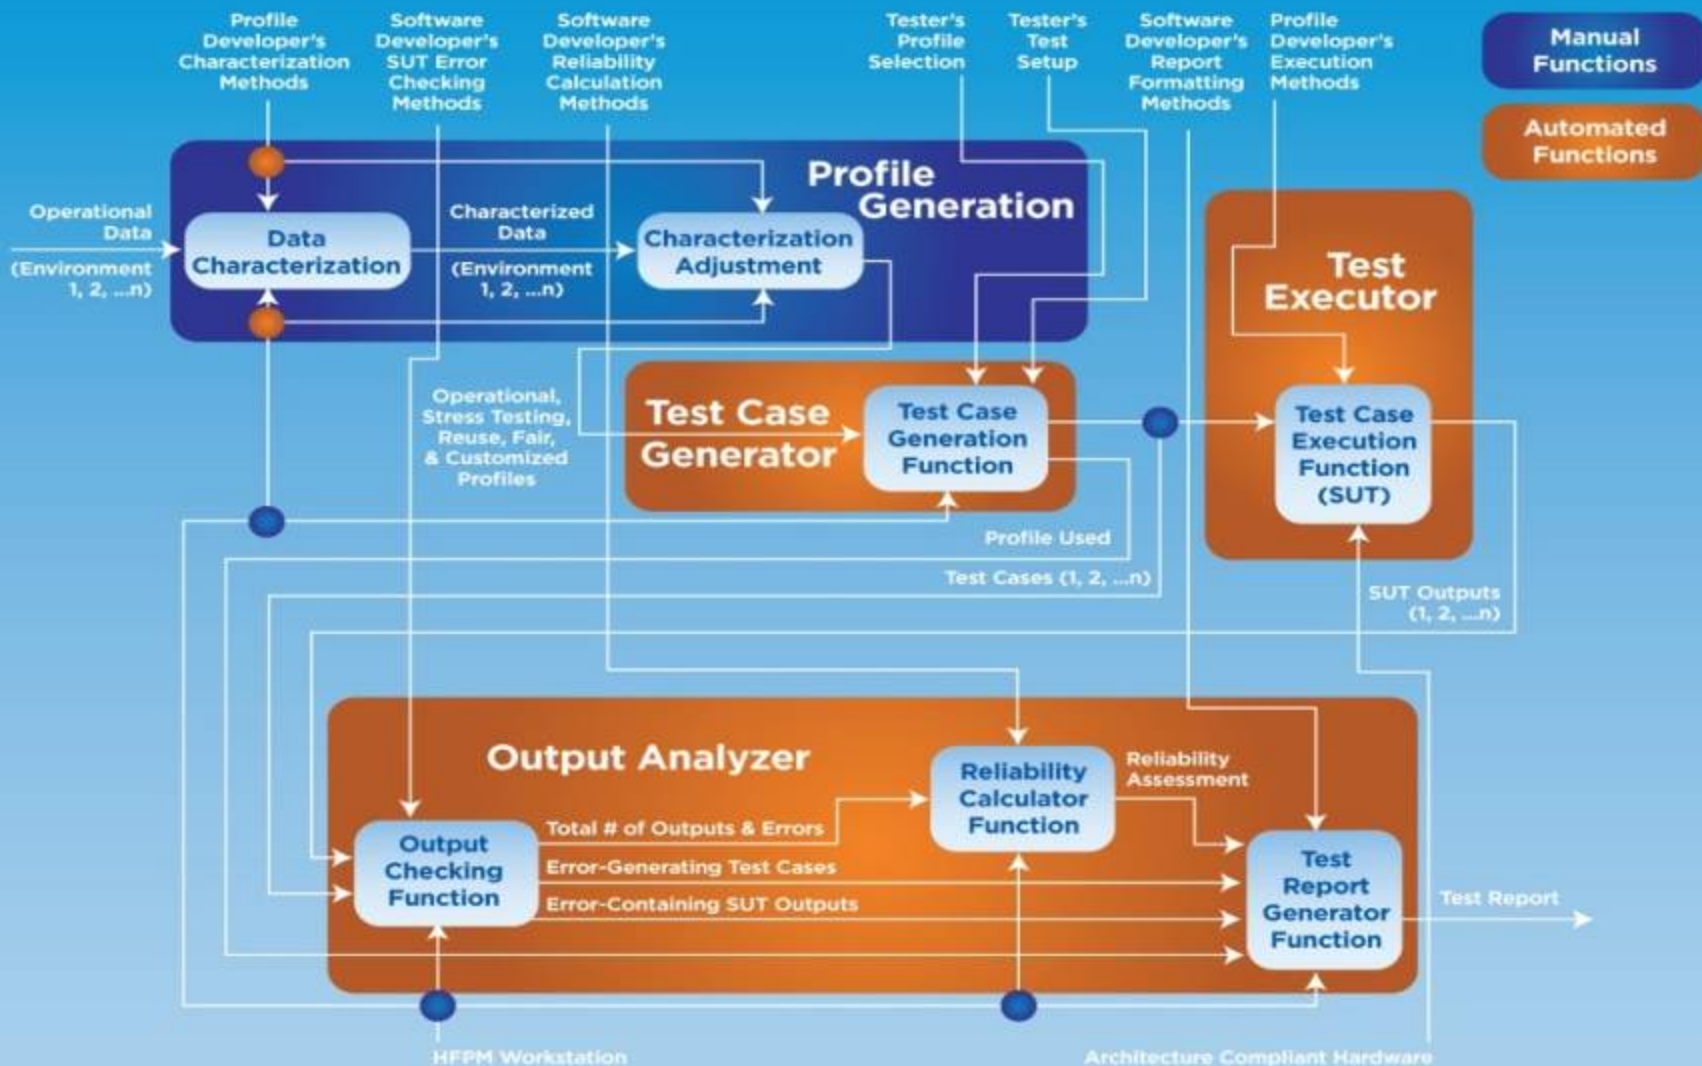 Profile
Developer's
Characterization
Methods
Software
Developer's
SUT Error
Checking
Methods
Software
Developer's
Reliability
Calculation
Methods
Tester's
Profile
Selection
Tester's
Test
Setup
Software
Developer's
Report
Formatting
Methods
Profile
Developer's
Execution
Methods
Manual
Functions
Automated
Functions
Profile
Generation
Operational
Data
(Environment
1, 2, ...n)
Data
Characterization
Characterized
Data
(Environment
1, 2, ...n)
Characterization
Adjustment
Test
Executor
Operational,
Stress Testing,
Reuse, Fair,
& Customized
Profiles
Test Case
Generator
Test Case
Generation
Function
Test Case
Execution
Function
(SUT)
Profile Used
Test Cases (1, 2, ...n)
SUT Outputs
(1, 2, ...n)
Output Analyzer
Reliability
Calculator
Function
Reliability
Assessment
Output
Checking
Function
Total # of Outputs & Errors
Error-Generating Test Cases
Error-Containing SUT Outputs
Test
Report
Generator
Function
Test Report
HFPM Workstation
Architecture Compliant Hardware